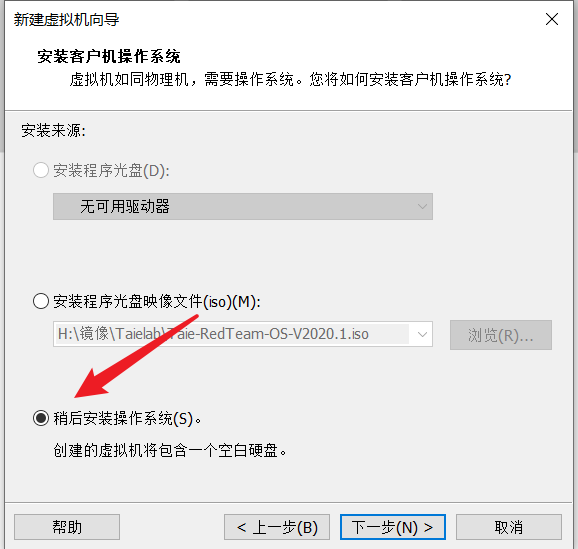 新建虚拟机向导
安装客户机操作系统
虚拟机如同物理机，需要操作系统。您将如何安装客户机操作系统?
安装来源:
安装程序光盘(D):
无可用驱动器
安装程序光盘映像文件(iso)(M):
H:\镜像\Taielab\Taie-RedTeam-OS-V2020.1.iso
浏览(R)...
稍后安装操作系统(S)。
创建的虚拟机将包含一个空白硬盘。
帮助
< 上一步(B)
下一步(N) >
取消